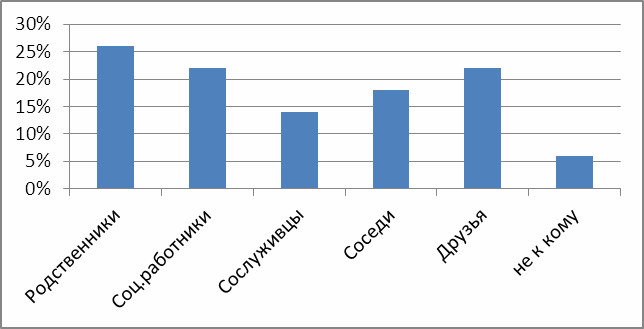 30%
25%
20%
15%
10%
5%
0%
Родственники
Соц.работники
Сослуживцы
Соседи
Друзья
не к кому